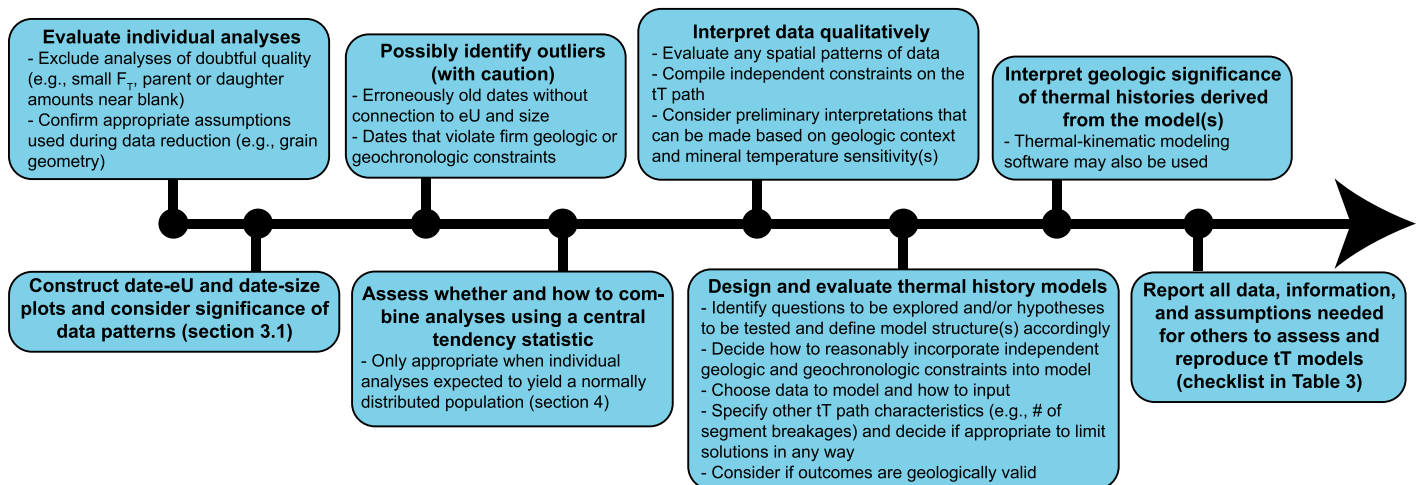 Evaluate individual analyses
- Exclude analyses of doubtful quality
(e.g., small FT, parent or daughter
amounts near blank)
- Confirm appropriate assumptions
used during data reduction (e.g., grain
geometry)
Construct date-eU and date-size
plots and consider significance of
data patterns (section 3.1)
Possibly identify outliers
(with caution)
- Erroneously old dates without
connection to eU and size
- Dates that violate firm geologic or
geochronologic constraints
Assess whether and how to com-
bine analyses using a central
tendency statistic
- Only appropriate when individual
analyses expected to yield a normally
distributed population (section 4)
Interpret data qualitatively
- Evaluate any spatial patterns of data
- Compile independent constraints on the
tT path
- Consider preliminary interpretations that
can be made based on geologic context
and mineral temperature sensitivity(s)
Design and evaluate thermal history models
- Identify questions to be explored and/or hypotheses
to be tested and define model structure(s) accordingly
- Decide how to reasonably incorporate independent
geologic and geochronologic constraints into model
- Choose data to model and how to input
- Specify other tT path characteristics (e.g., # of
segment breakages) and decide if appropriate to limit
solutions in any way
- Consider if outcomes are geologically valid
Interpret geologic significance
of thermal histories derived
from the model(s)
- Thermal-kinematic modeling
software may also be used
Report all data, information,
and assumptions needed
for others to assess and
reproduce tT models
(checklist in Table 3)